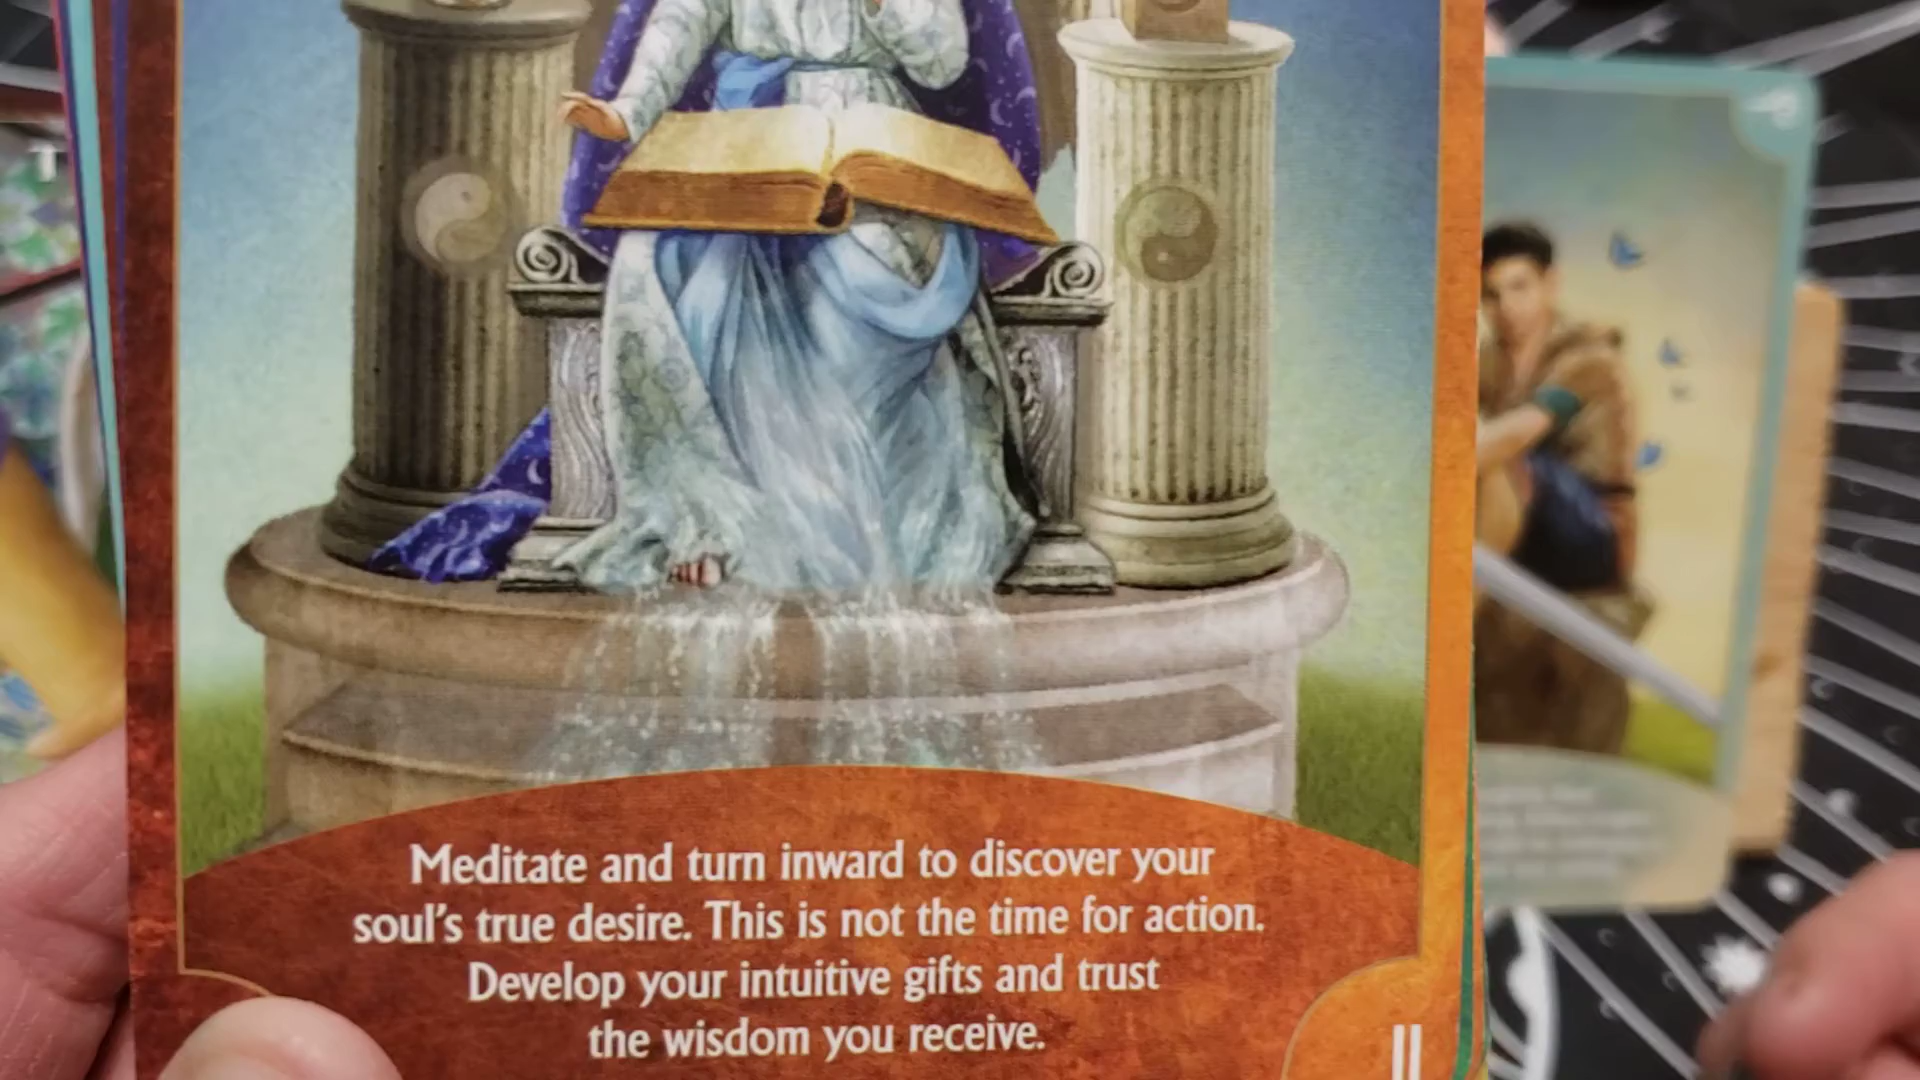 Meditate and turn inward to discover your
soul's true desire. This is not the time for action.
Develop your intuitive gifts and trust
the wisdom you receive.
II